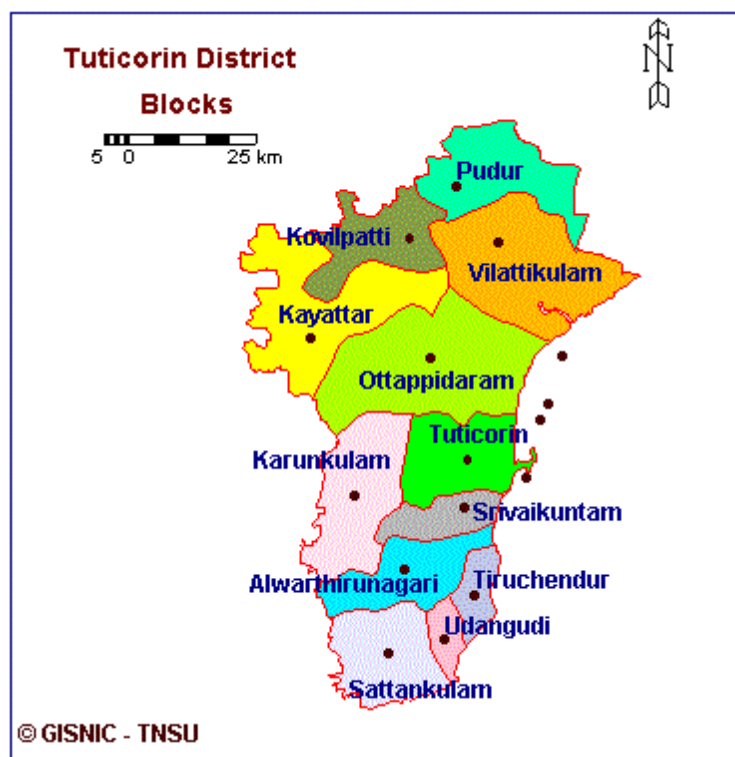 Tuticorin District
Blocks
N
5 0 25 km
Pudur
Kovilpatti
Vilattikulam
Kayattar
Ottappidaram
Tuticorin
Karunkulam
Srivaikuntam
Alwarthirunagari
Tiruchendur
Udangudi
Sattankulam
© GISNIC - TNSU